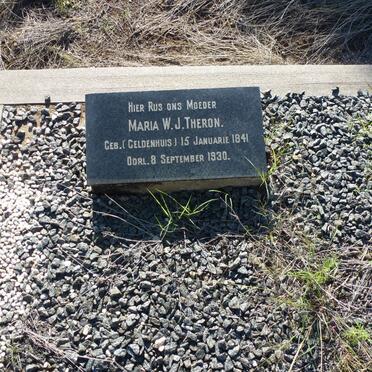 Hier Rus ons Moeder
Maria W.J. Theron.
Geb. (Geldenhuis) 15 Januarie 1841
Oorl. 8 September 1930.